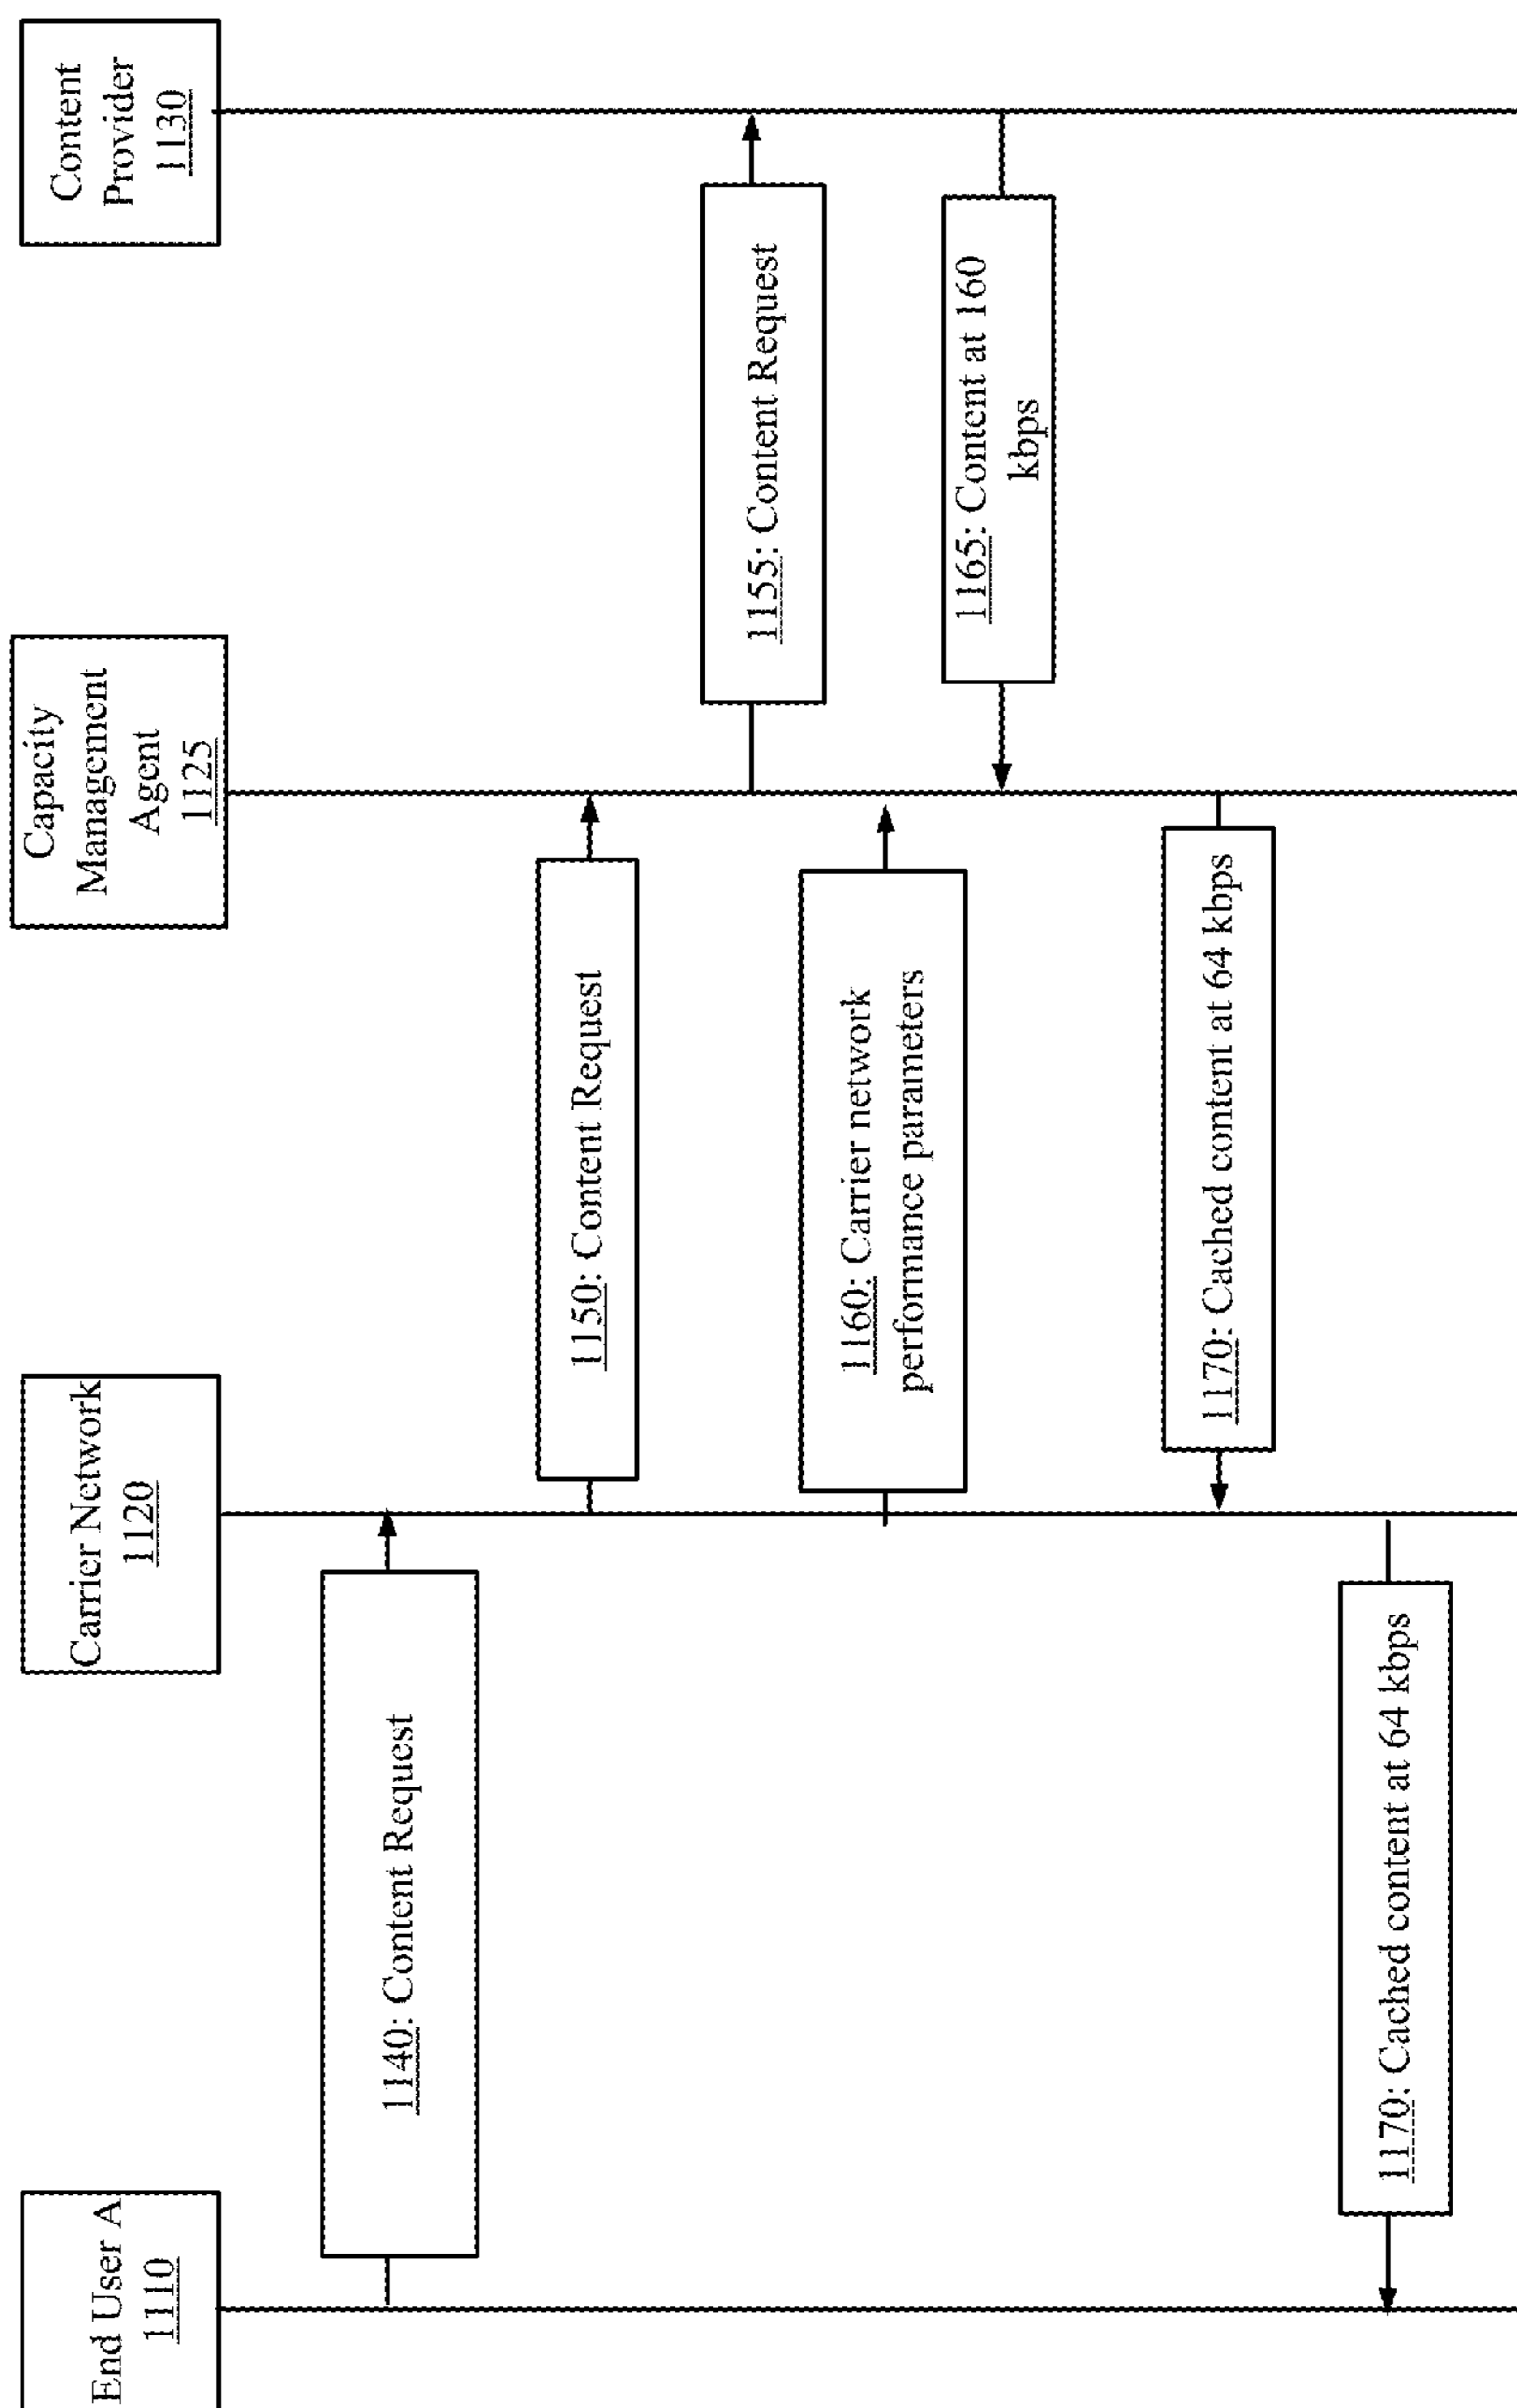 End User A
1110
Carrier Network
1120
Capacity
Management
Agent
1125
Content
Provider
1130
1140: Content Request
1150: Content Request
1155: Content Request
1160: Carrier network
performance parameters
1165: Content at 160
kbps
1170: Cached content at 64 kbps
1170: Cached content at 64 kbps